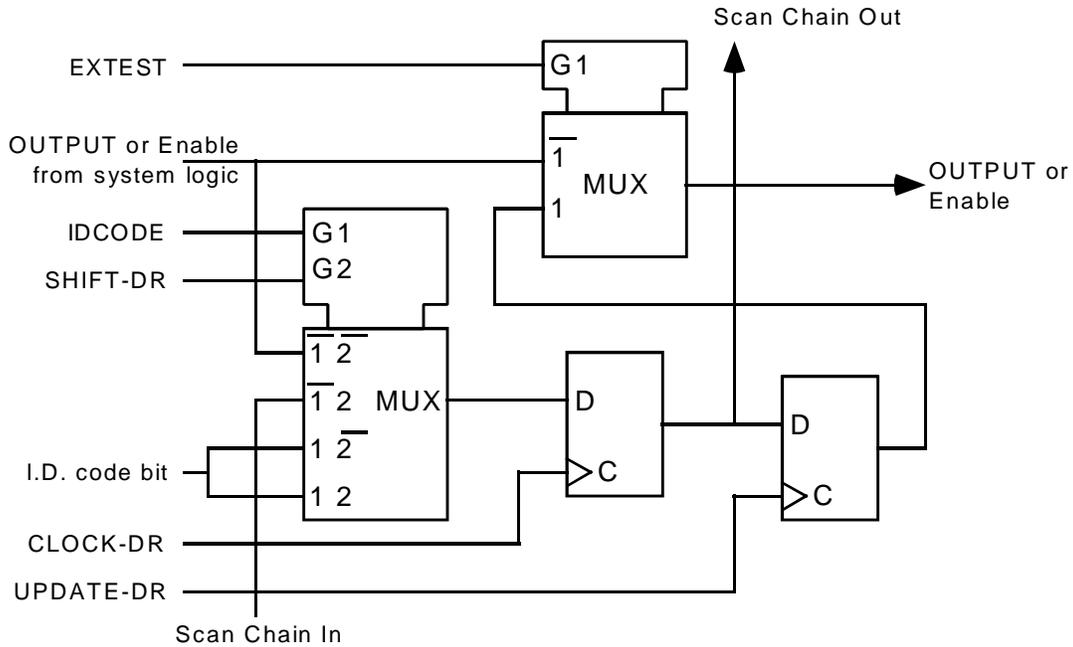 Scan Chain Out
EXTEST
G1
OUTPUT or Enable
from system logic
1
MUX
1
OUTPUT or
Enable
IDCODE
G1
SHIFT-DR
G2
1 2
1 2 MUX
1 2
1 2
D
C
D
C
I.D. code bit
CLOCK-DR
UPDATE-DR
Scan Chain In